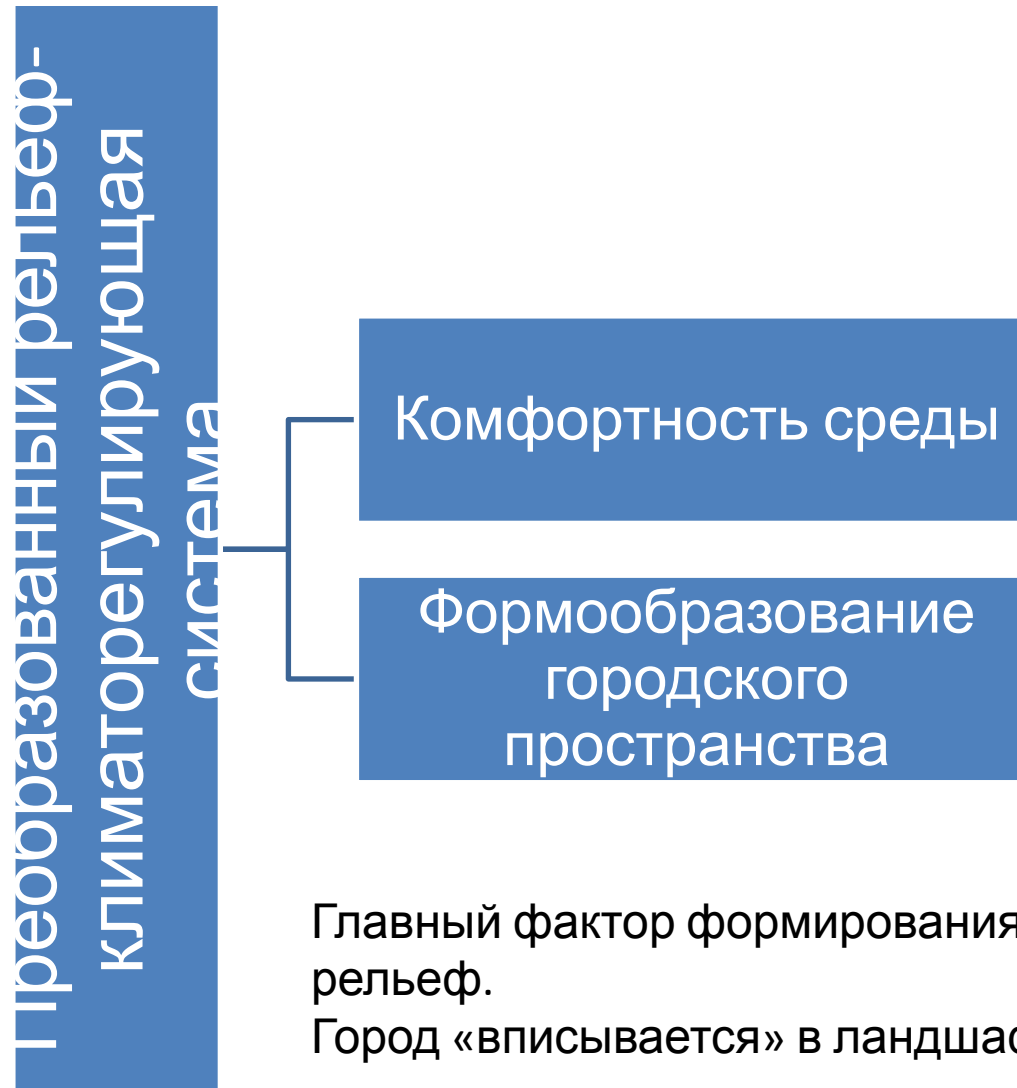 Преобразованный рельеф-
климаторегулирующая
система
Комфортность среды
Формообразование
городского
пространства
Главный фактор формирования
рельеф.
Город «вписывается» в